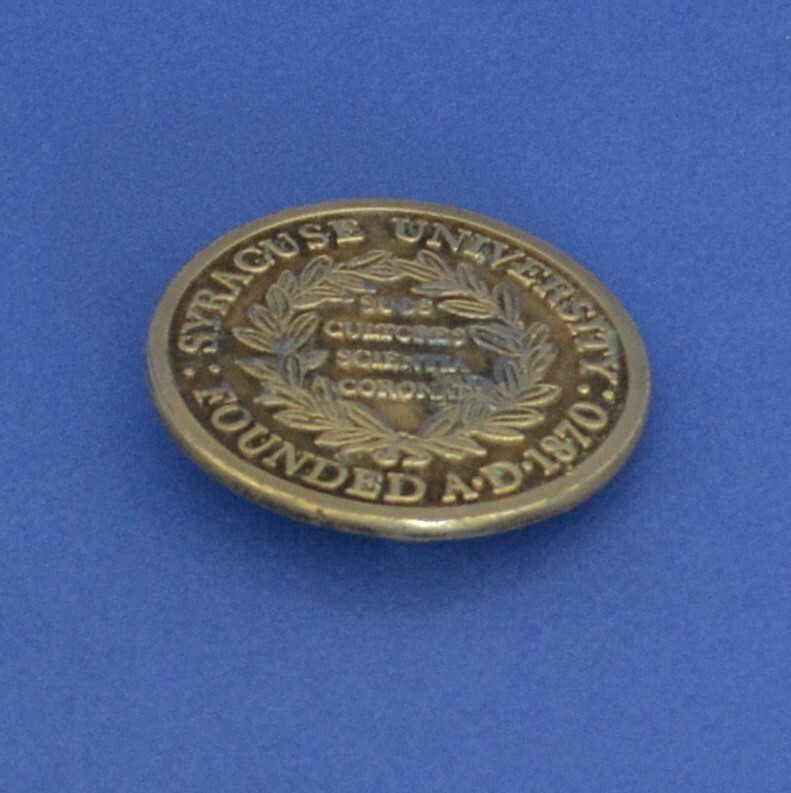 SYRACUSE UNIVERSITY
SUOS
CULTORES
SCIENTIA
CORONAT
FOUNDED A·D·1870